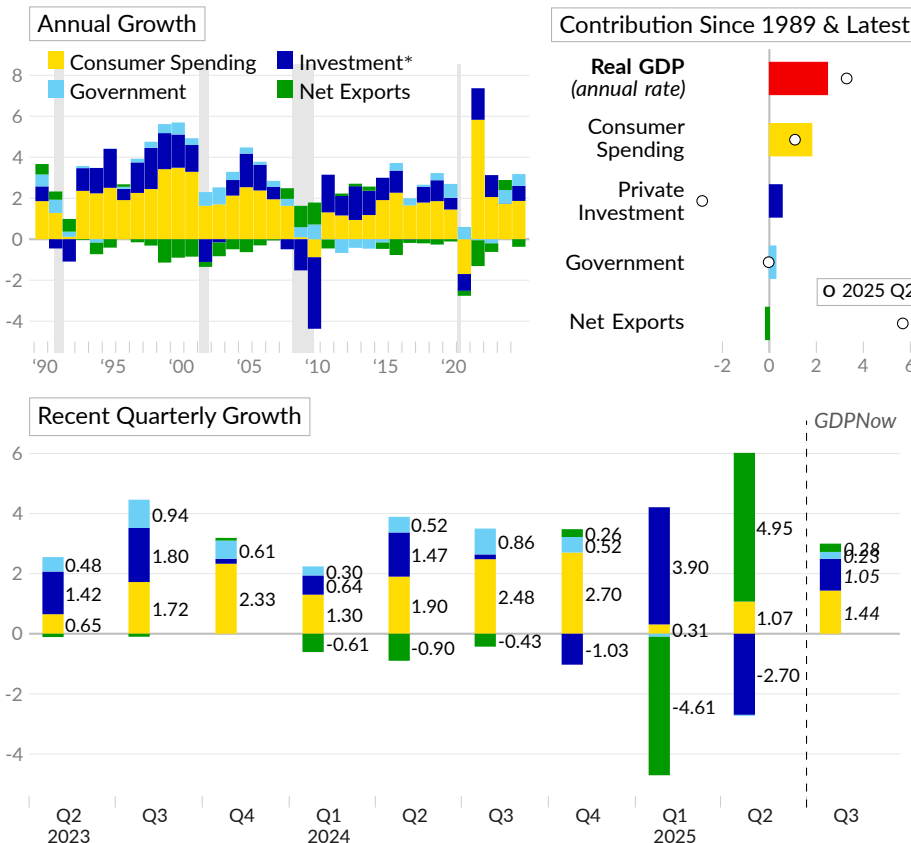 Annual Growth
Consumer Spending
Investment*
Government
Net Exports
8
6
4
2
0
-2
-4
‘90
‘95
‘00
‘05
‘10
‘15
‘20
Contribution Since 1989 & Latest
Real GDP
(annual rate)
Consumer
Spending
Private
Investment
Government
Net Exports
o 2025 Q2
-2
0
2
4
6
Recent Quarterly Growth
GDPNow
6
4
2
0
-2
-4
0.48
1.42
0.65
0.94
1.80
1.72
0.61
2.33
0.30
0.64
1.30
-0.61
0.52
1.47
1.90
-0.90
0.86
2.48
-0.43
0.26
0.52
2.70
-1.03
3.90
0.31
-4.61
4.95
1.07
-2.70
0.28
0.23
1.05
1.44
Q2
2023
Q3
Q4
Q1
2024
Q2
Q3
Q4
Q1
2025
Q2
Q3